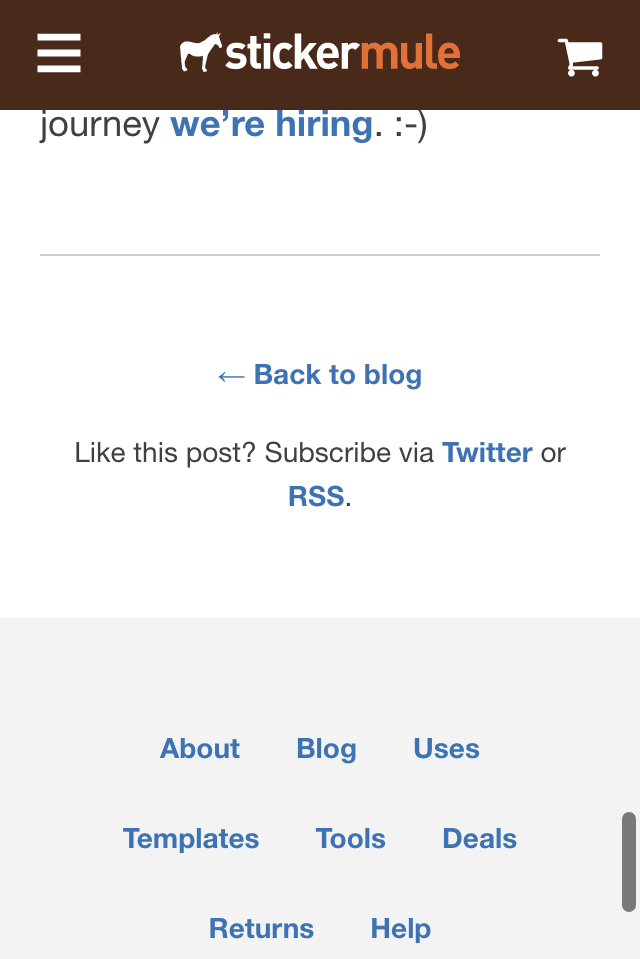 stickermule
journey we're hiring. :-)
← Back to blog
Like this post? Subscribe via Twitter or
RSS.
About Blog Uses
Templates Tools Deals
Returns Help